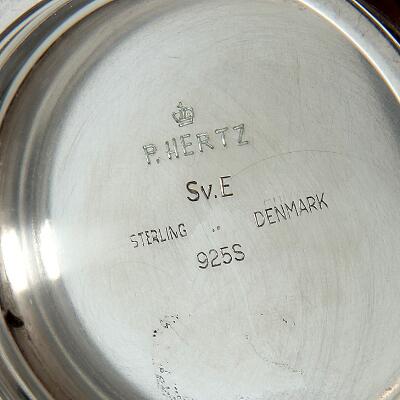 P. HERTZ
Sv.E
STERLING DENMARK
925S